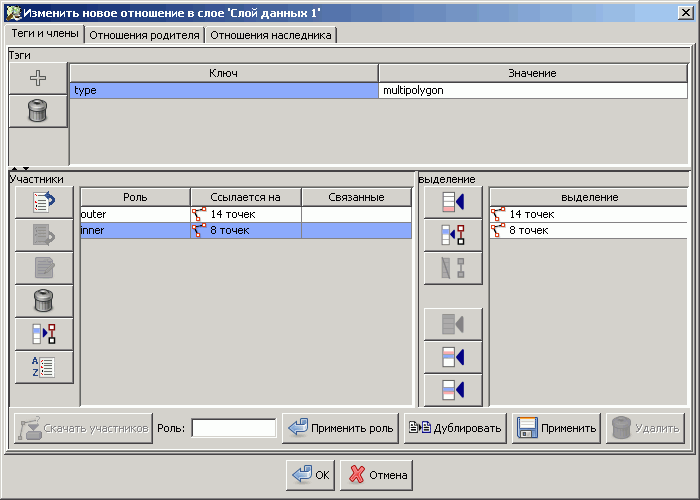 Изменить новое отношение в слое 'Слой данных 1'
Теги и члены Отношения родителя Отношения наследника
Тэги
Ключ Значение
type multipolygon
Участники
Роль Ссылается на Связанные
outer 14 точек
inner 8 точек
выделение
выделение
14 точек
8 точек
Скачать участников Роль: Применить роль Дублировать Применить Удалить
OK Отмена